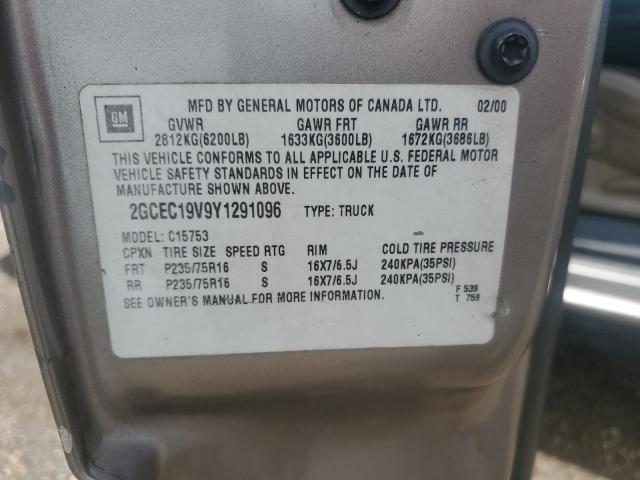 GM
MFD BY GENERAL MOTORS OF CANADA LTD. 02/00
GVWR GAWR FRT GAWR RR
2812KG(6200LB) 1633KG(3600LB) 1672KG(3686LB)
THIS VEHICLE CONFORMS TO ALL APPLICABLE U.S. FEDERAL MOTOR
VEHICLE SAFETY STANDARDS IN EFFECT ON THE DATE OF
MANUFACTURE SHOWN ABOVE.
2GCEC19V9Y1291096 TYPE: TRUCK
MODEL: C15753
CPXN TIRE SIZE SPEED RTG RIM COLD TIRE PRESSURE
FRT P235/75R16 S 16X7/6.5J 240KPA(35PSI)
RR P235/75R16 S 16X7/6.5J 240KPA(35PSI)
SEE OWNER'S MANUAL FOR MORE INFORMATION.
F 539
T 759